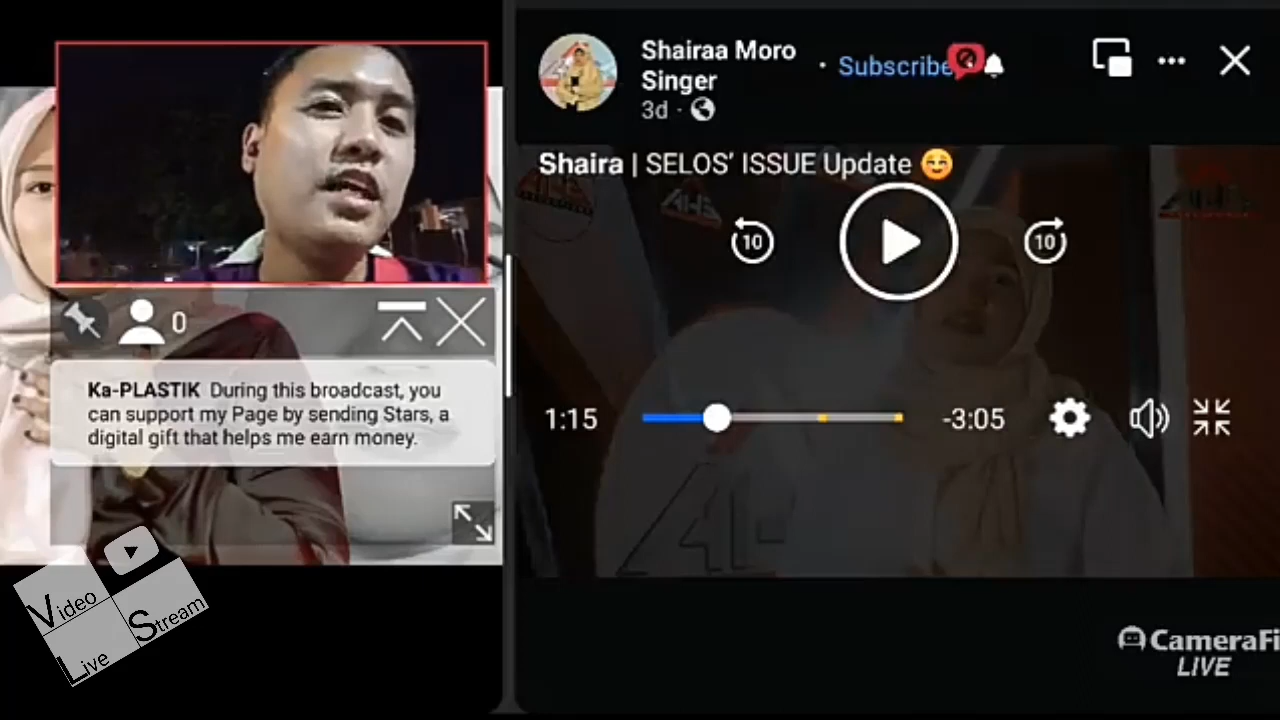 Shairaa Moro
Singer
· Subscribe
3d ·
Shaira | SELOS’ ISSUE Update ☺️
AHS
AHS
10
10
0
Ka-PLASTIK During this broadcast, you
can support my Page by sending Stars, a
digital gift that helps me earn money.
1:15
-3:05
Video
Live
Stream
CameraFi
LIVE